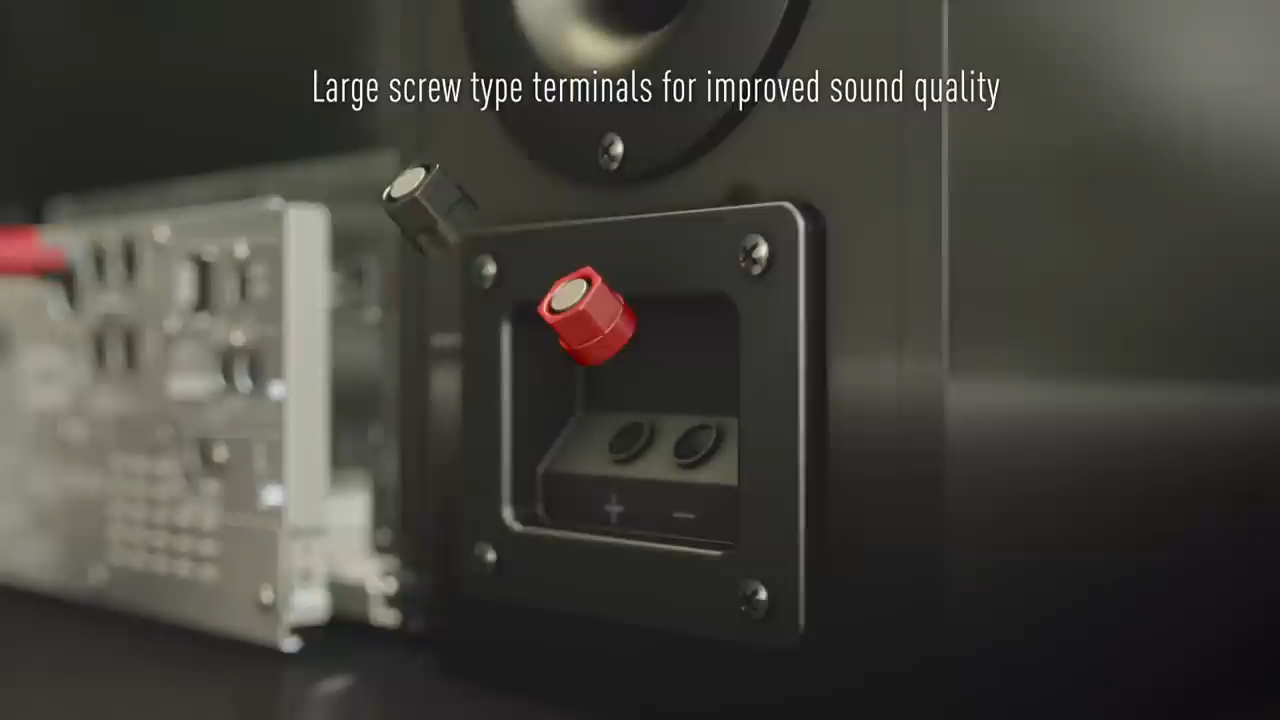 Large screw type terminals for improved sound quality
+ −